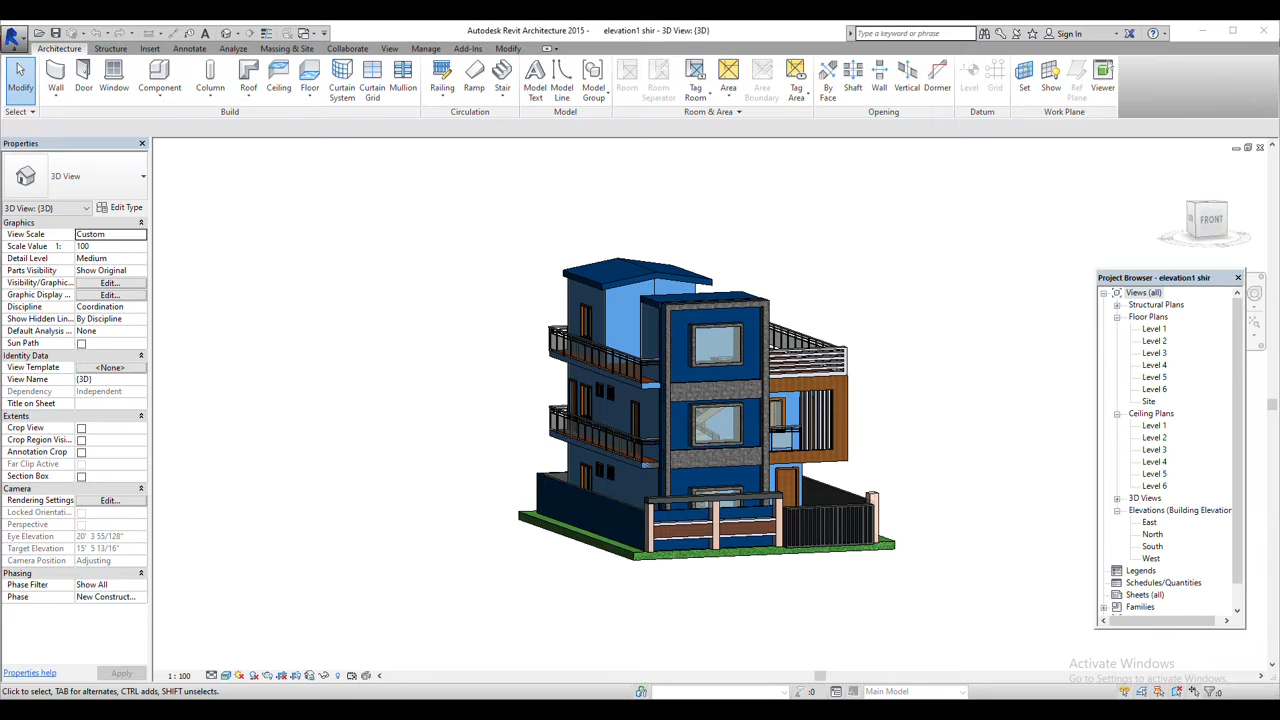 Autodesk Revit Architecture 2015 - elevation1 shir - 3D View: {3D}
Type a keyword or phrase
Sign In
Architecture Structure Insert Annotate Analyze Massing & Site Collaborate View Manage Add-Ins Modify
Modify Wall Door Window Component Column Roof Ceiling Floor Curtain System Curtain Grid Mullion Railing Ramp Stair Model Text Model Line Model Group Room Room Separator Tag Room Area Area Boundary Tag Area By Face Shaft Wall Vertical Dormer Level Grid Set Show Ref Plane Viewer
Select Build Circulation Model Room & Area Opening Datum Work Plane
Properties
3D View
3D View: {3D} Edit Type
Graphics
View Scale Custom
Scale Value 1: 100
Detail Level Medium
Parts Visibility Show Original
Visibility/Graphic... Edit...
Graphic Display ... Edit...
Discipline Coordination
Show Hidden Lin... By Discipline
Default Analysis ... None
Sun Path
Identity Data
View Template <None>
View Name {3D}
Dependency Independent
Title on Sheet
Extents
Crop View
Crop Region Visi...
Annotation Crop
Far Clip Active
Section Box
Camera
Rendering Settings Edit...
Locked Orientati...
Perspective
Eye Elevation 20' 3 55/128"
Target Elevation 15' 5 13/16"
Camera Position Adjusting
Phasing
Phase Filter Show All
Phase New Construct...
Properties help Apply
FRONT
Project Browser - elevation1 shir
Views (all)
Structural Plans
Floor Plans
Level 1
Level 2
Level 3
Level 4
Level 5
Level 6
Site
Ceiling Plans
Level 1
Level 2
Level 3
Level 4
Level 5
Level 6
3D Views
Elevations (Building Elevation
East
North
South
West
Legends
Schedules/Quantities
Sheets (all)
Families
1 : 100
Activate Windows
Go to Settings to activate Windows.
Click to select, TAB for alternates, CTRL adds, SHIFT unselects.
:0
Main Model
:0